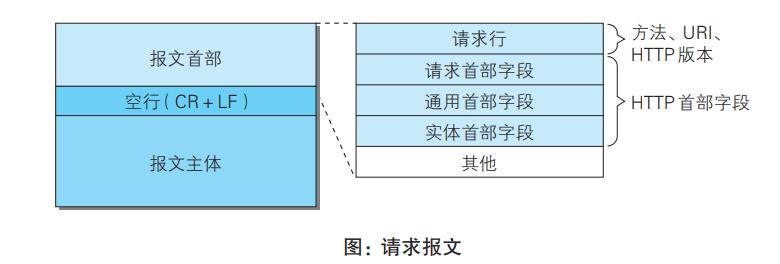 报文首部
空行（CR + LF）
报文主体
请求行
请求首部字段
通用首部字段
实体首部字段
其他
方法、URI、
HTTP 版本
HTTP 首部字段
图：请求报文